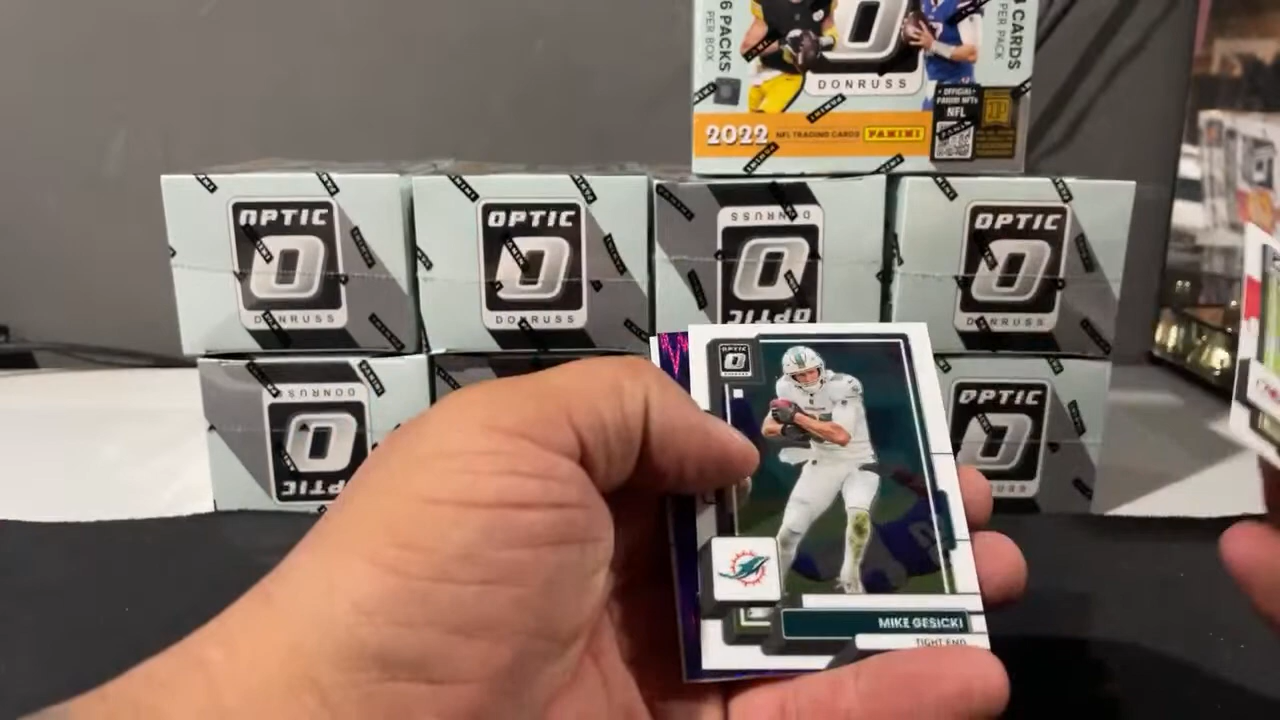 6 PACKS
PER BOX
CARDS
PER PACK
DONRUSS
OFFICIAL
PANINI NFTs
NFL
2022 NFL TRADING CARDS PANINI
OPTIC
DONRUSS
OPTIC
DONRUSS
DONRUSS
OPTIC
OPTIC
DONRUSS
DONRUSS
OPTIC
OPTIC
OPTIC
MIKE GESICKI
TIGHT END